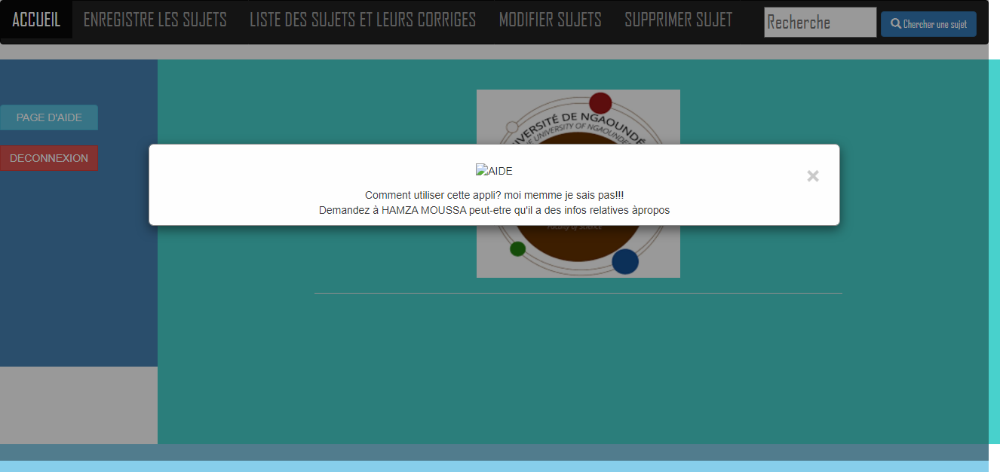 ACCUEIL ENREGISTRE LES SUJETS LISTE DES SUJETS ET LEURS CORRIGES MODIFIER SUJETS SUPPRIMER SUJET Recherche Chercher une sujet
PAGE D'AIDE
DECONNEXION
UNIVERSITÉ DE NGAOUNDÉRÉ
THE UNIVERSITY OF NGAOUNDERE
AIDE
×
Comment utiliser cette appli? moi memme je sais pas!!!
Demandez à HAMZA MOUSSA peut-etre qu'il a des infos relatives àpropos
Faculty of Science